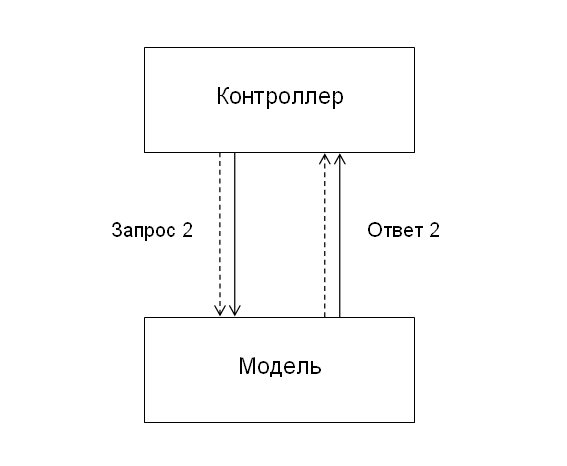 Контроллер
Запрос 2
Ответ 2
Модель